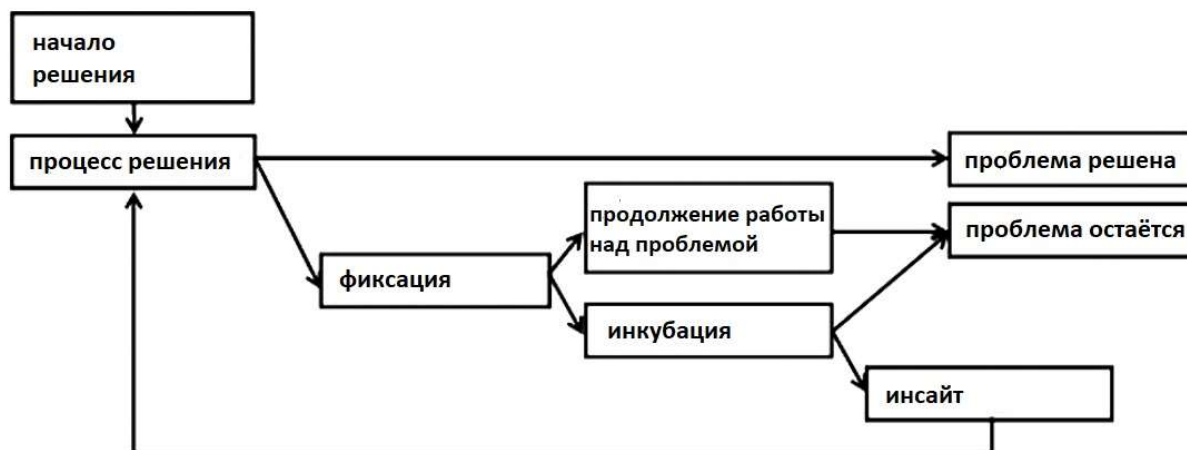 начало
решения
процесс решения
проблема решена
продолжение работы
над проблемой
проблема остаётся
фиксация
инкубация
инсайт